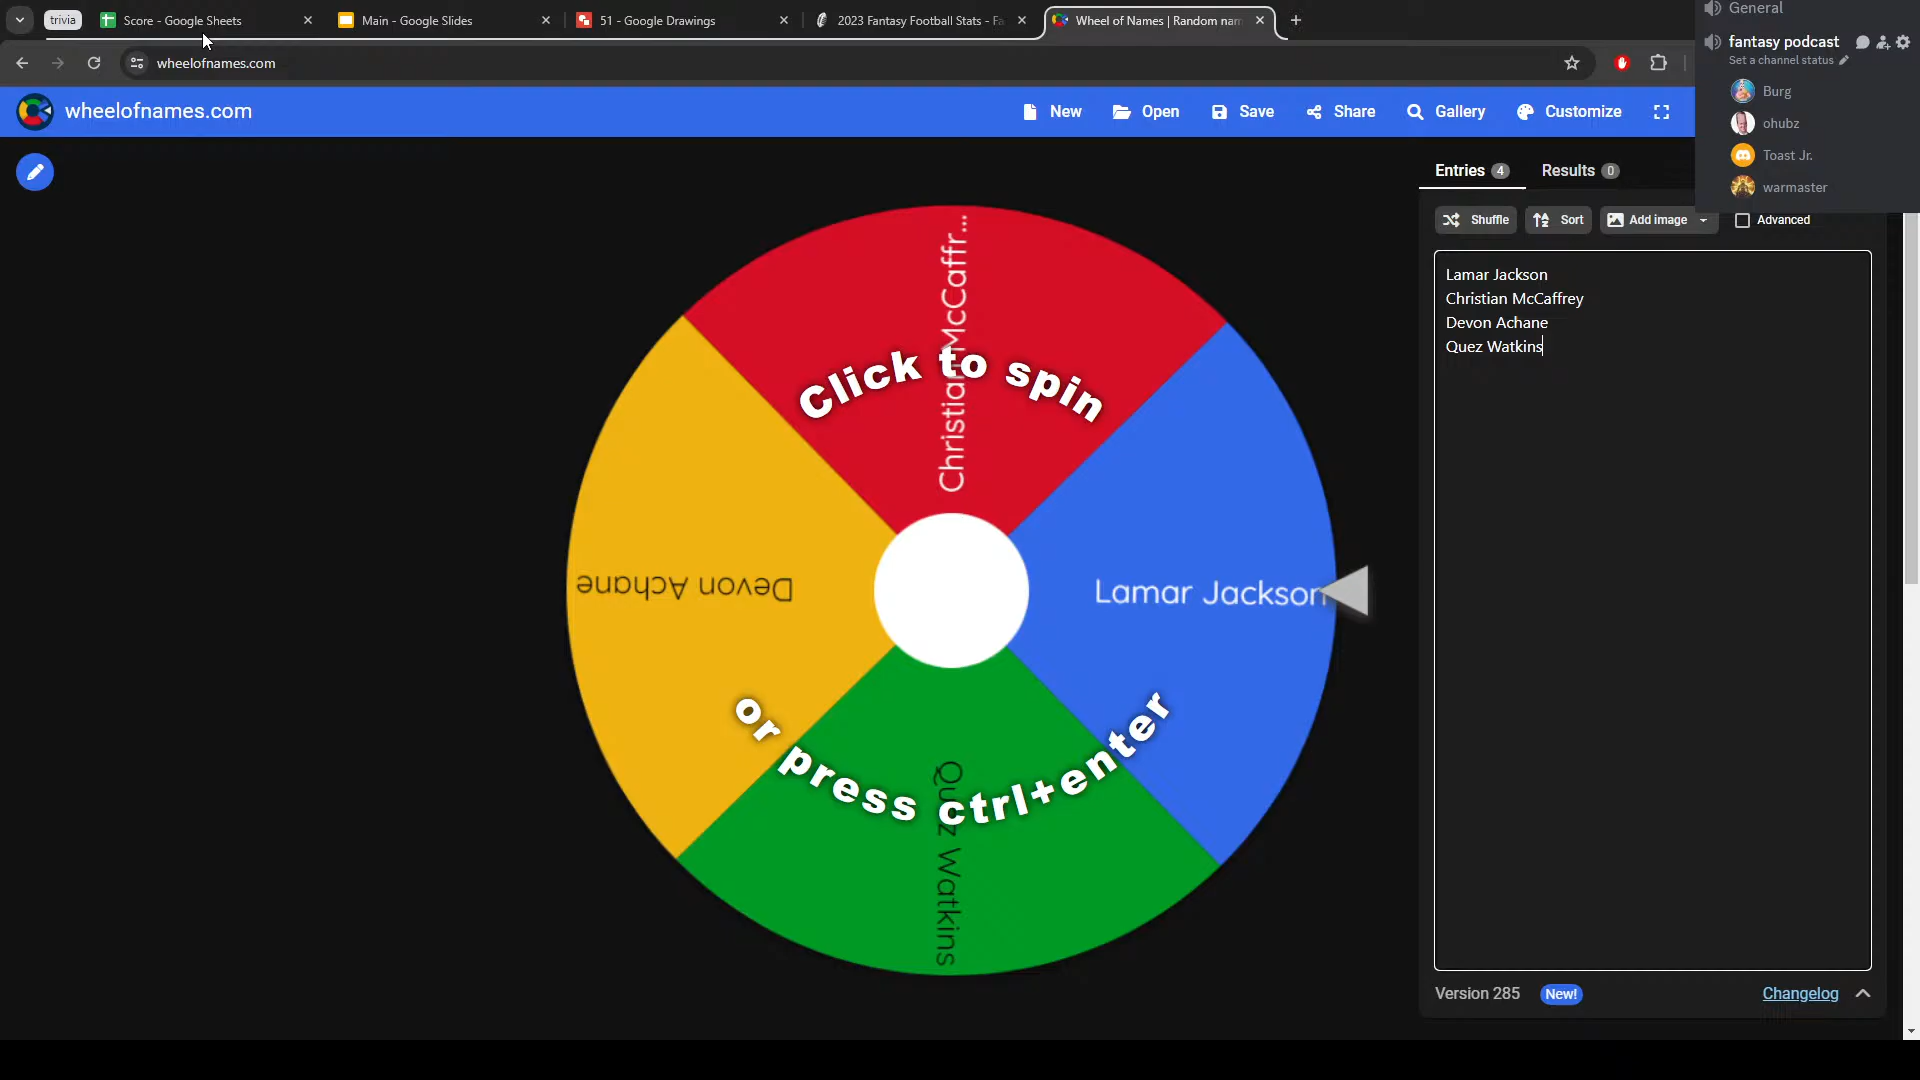 trivia
Score - Google Sheets
Main - Google Slides
51 - Google Drawings
2023 Fantasy Football Stats - Fa
Wheel of Names | Random nam
General
wheelofnames.com
fantasy podcast
Set a channel status
Burg
ohubz
Toast Jr.
warmaster
wheelofnames.com
New
Open
Save
Share
Gallery
Customize
Entries 4
Results 0
Shuffle
Sort
Add image
Advanced
Lamar Jackson
Christian McCaffrey
Devon Achane
Quez Watkins
Christian McCaffr...
Click to spin
Devon Achane
Lamar Jackson
or press ctrl+enter
Quez Watkins
Version 285
New!
Changelog